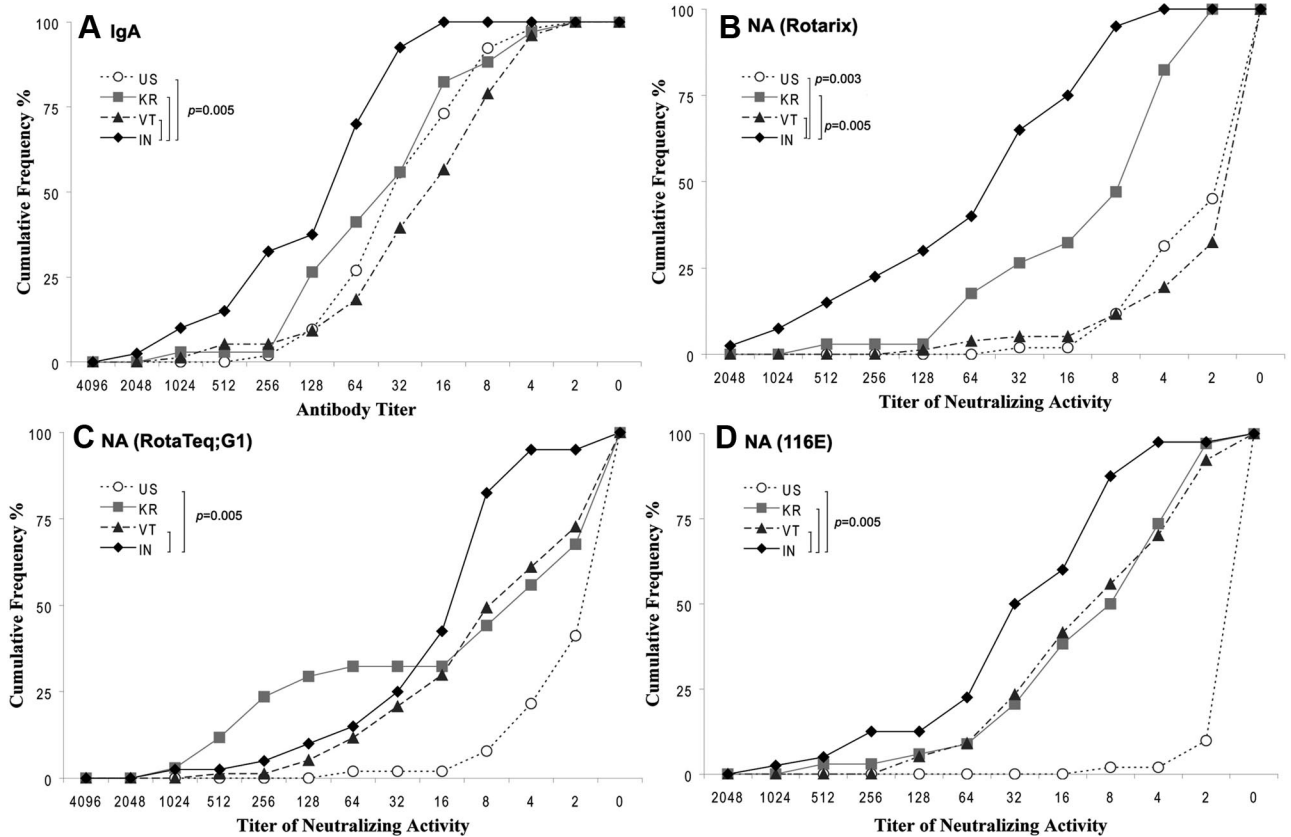 A IgA
US
KR
VT
IN
p=0.005
Cumulative Frequency %
100
75
50
25
0
4096 2048 1024 512 256 128 64 32 16 8 4 2 0
Antibody Titer
B NA (Rotarix)
US
KR
VT
IN
p=0.003
p=0.005
Cumulative Frequency %
100
75
50
25
0
2048 1024 512 256 128 64 32 16 8 4 2 0
Titer of Neutralizing Activity
C NA (RotaTeq;G1)
US
KR
VT
IN
p=0.005
Cumulative Frequency %
100
75
50
25
0
4096 2048 1024 512 256 128 64 32 16 8 4 2 0
Titer of Neutralizing Activity
D NA (116E)
US
KR
VT
IN
p=0.005
Cumulative Frequency %
100
75
50
25
0
2048 1024 512 256 128 64 32 16 8 4 2 0
Titer of Neutralizing Activity